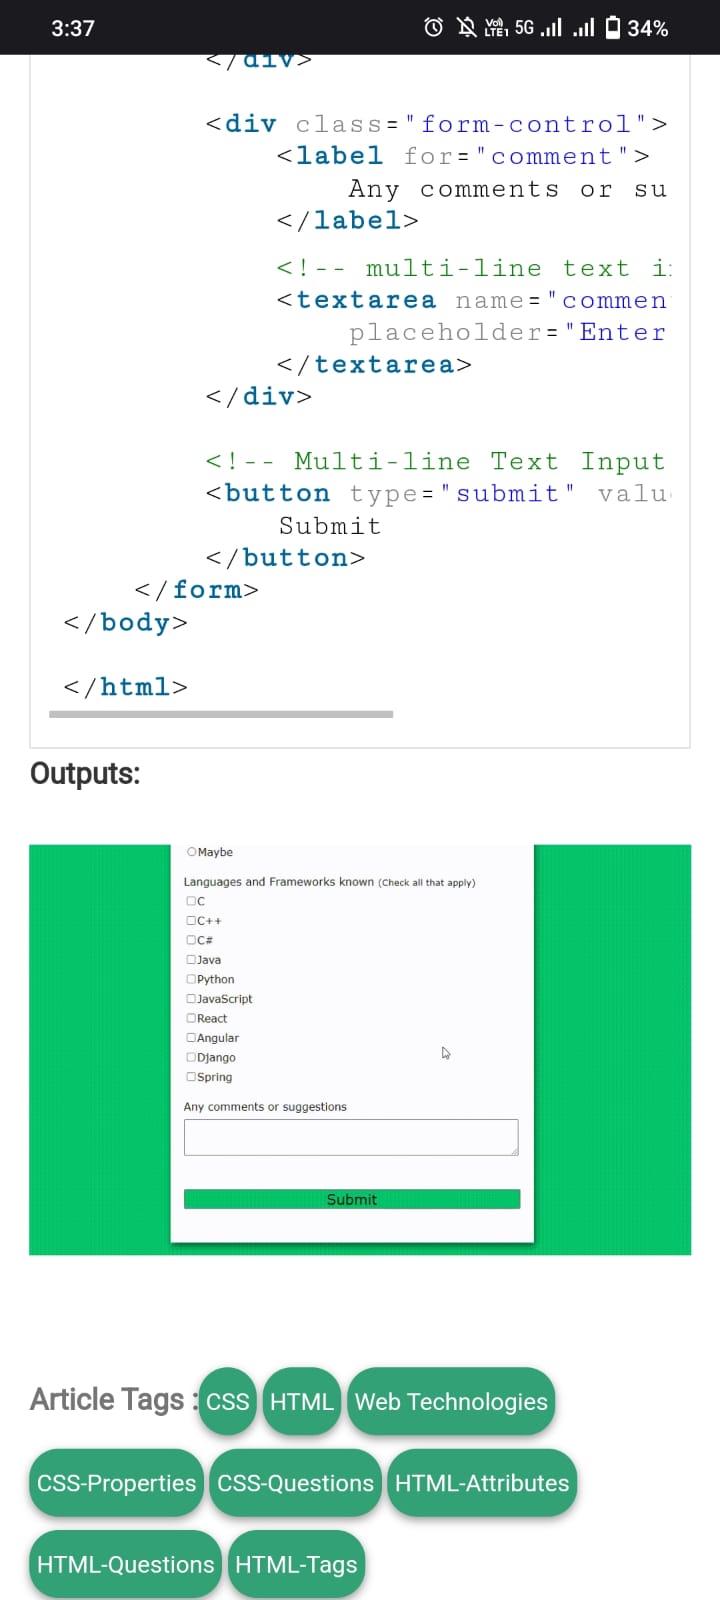 3:37 Vo) LTE1 5G 34%
</div>
<div class="form-control">
<label for="comment">
Any comments or su
</label>
<!-- multi-line text
<textarea name="commen
placeholder="Enter
</textarea>
</div>
<!-- Multi-line Text Input
<button type="submit" valu
Submit
</button>
</form>
</body>
</html>
Outputs:
Maybe
Languages and Frameworks known (Check all that apply)
C
C++
C#
Java
Python
JavaScript
React
Angular
Django
Spring
Any comments or suggestions
Submit
Article Tags : CSS HTML Web Technologies
CSS-Properties CSS-Questions HTML-Attributes
HTML-Questions HTML-Tags